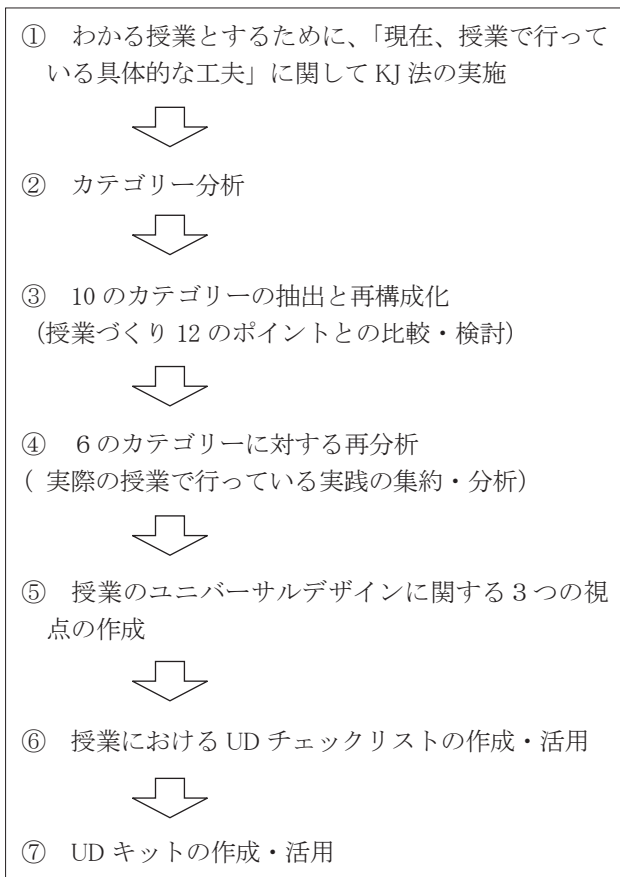 ① わかる授業とするために、「現在、授業で行って
いる具体的な工夫」に関して KJ 法の実施
② カテゴリー分析
③ 10 のカテゴリーの抽出と再構成化
(授業づくり 12 のポイントとの比較・検討)
④ 6のカテゴリーに対する再分析
( 実際の授業で行っている実践の集約・分析)
⑤ 授業のユニバーサルデザインに関する3つの視
点の作成
⑥ 授業における UD チェックリストの作成・活用
⑦ UD キットの作成・活用